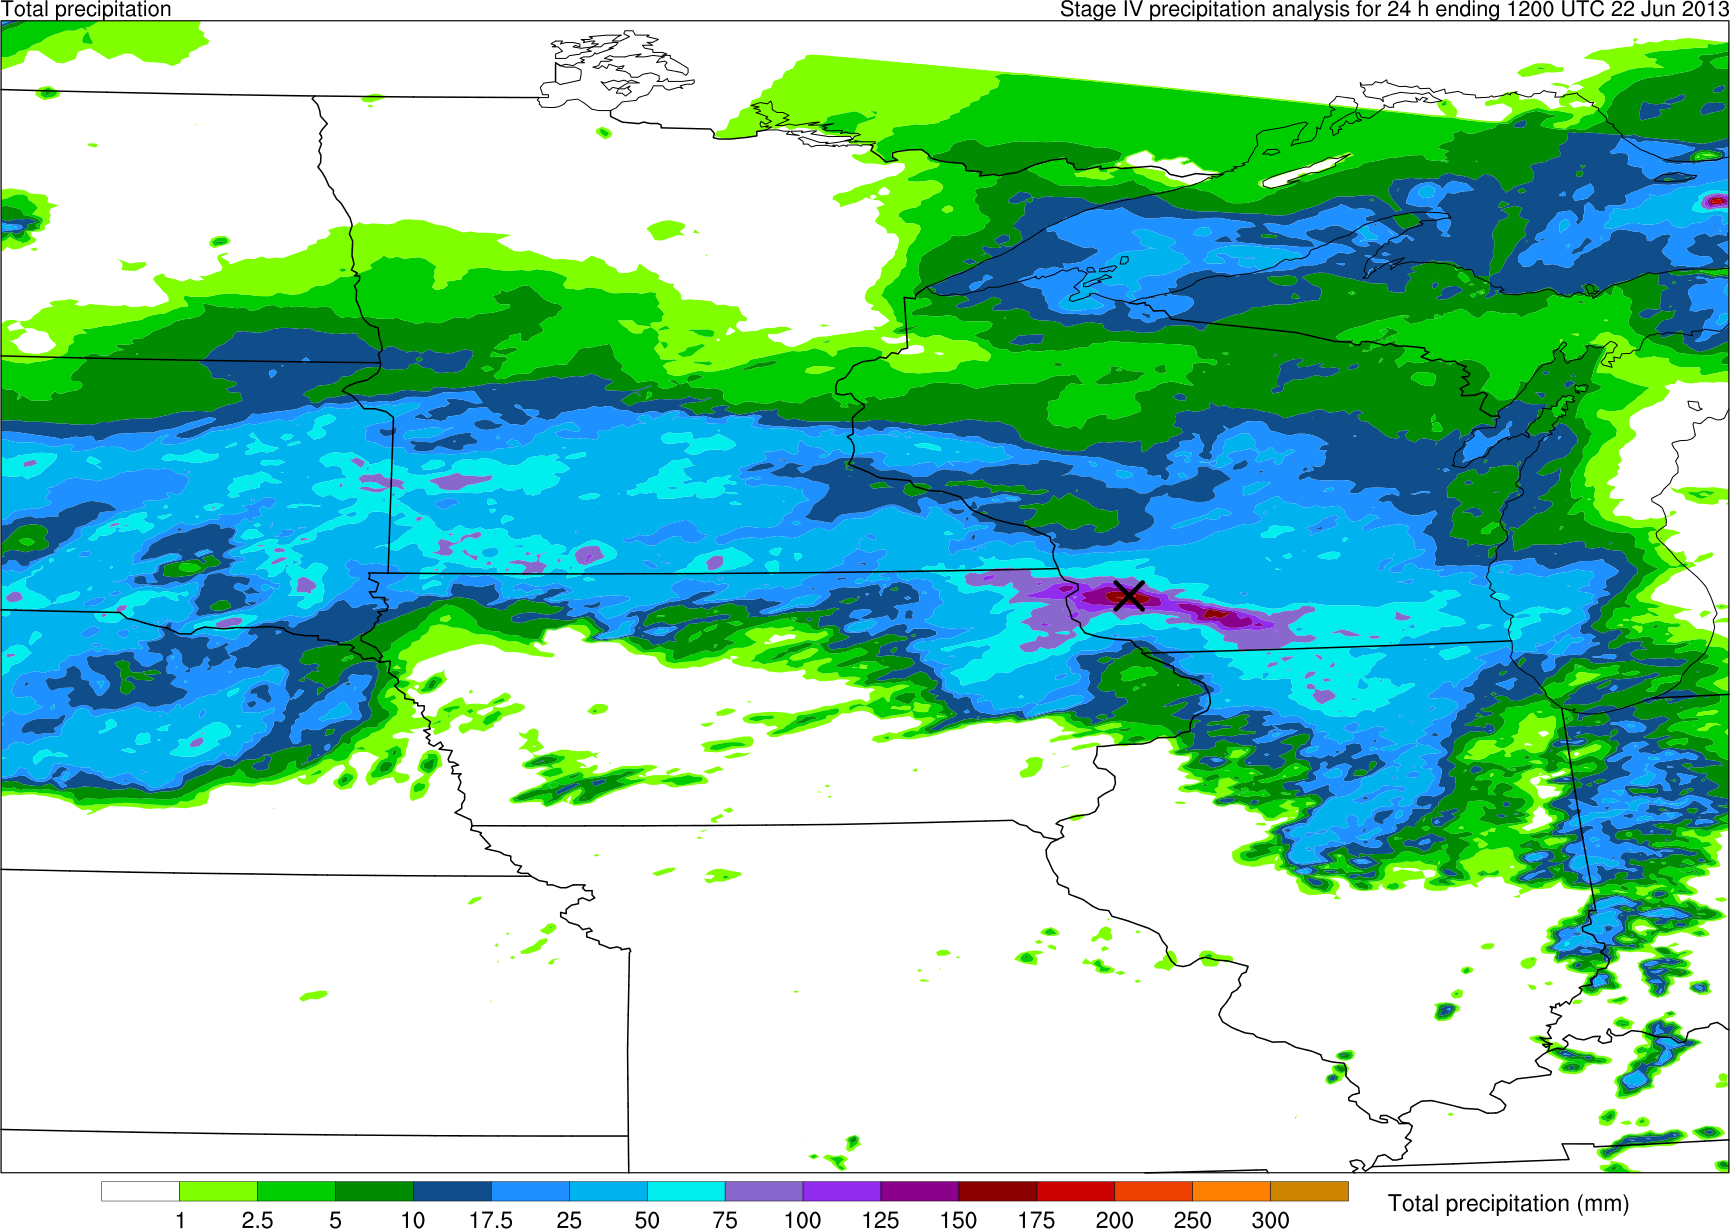 Total precipitation
Stage IV precipitation analysis for 24 h ending 1200 UTC 22 Jun 2013
1 2.5 5 10 17.5 25 50 75 100 125 150 175 200 250 300
Total precipitation (mm)